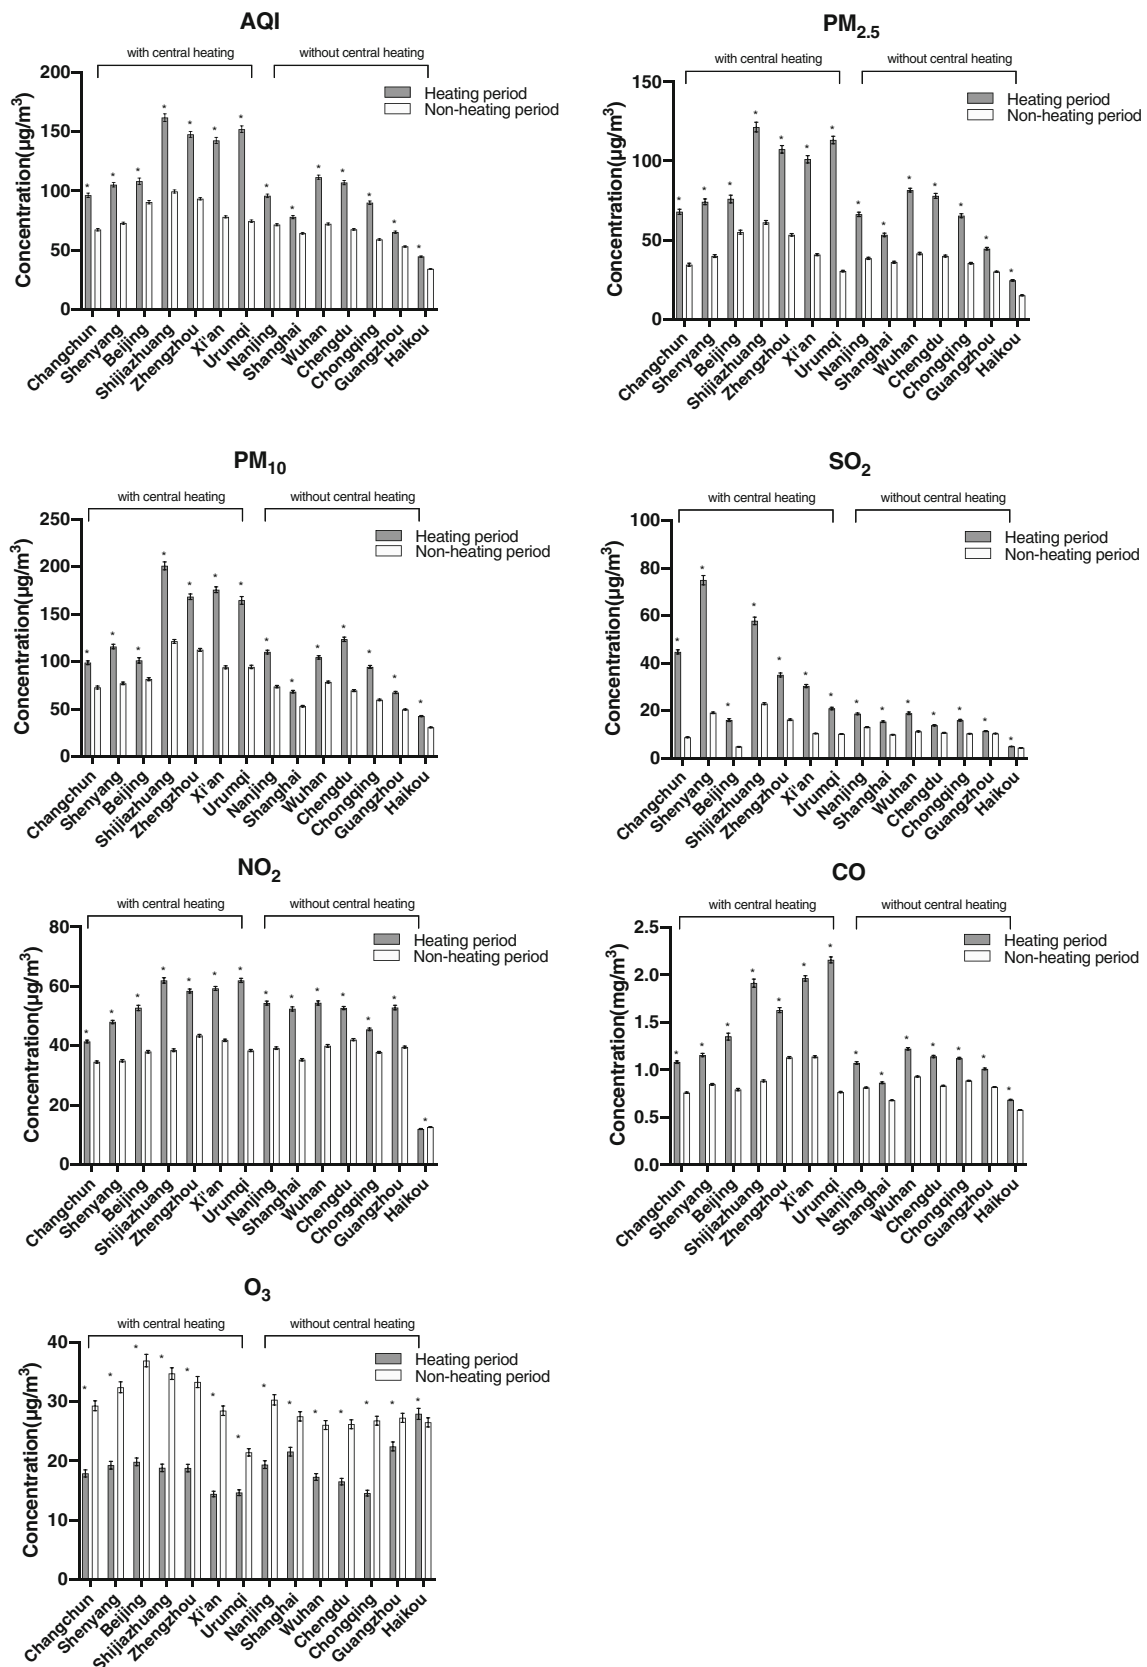 AQI
with central heating
without central heating
Heating period
Non-heating period
Concentration(µg/m³)
200
150
100
50
0
* * * * * * * * * * * * * *
Changchun
Shenyang
Beijing
Shijiazhuang
Zhengzhou
Xi'an
Urumqi
Nanjing
Shanghai
Wuhan
Chengdu
Chongqing
Guangzhou
Haikou
PM2.5
with central heating
without central heating
Heating period
Non-heating period
Concentration(µg/m³)
150
100
50
0
* * * * * * * * * * * * * *
Changchun
Shenyang
Beijing
Shijiazhuang
Zhengzhou
Xi'an
Urumqi
Nanjing
Shanghai
Wuhan
Chengdu
Chongqing
Guangzhou
Haikou
PM10
with central heating
without central heating
Heating period
Non-heating period
Concentration(µg/m³)
250
200
150
100
50
0
* * * * * * * * * * * * * *
Changchun
Shenyang
Beijing
Shijiazhuang
Zhengzhou
Xi'an
Urumqi
Nanjing
Shanghai
Wuhan
Chengdu
Chongqing
Guangzhou
Haikou
SO2
with central heating
without central heating
Heating period
Non-heating period
Concentration(µg/m³)
100
80
60
40
20
0
* * * * * * * * * * * * * *
Changchun
Shenyang
Beijing
Shijiazhuang
Zhengzhou
Xi'an
Urumqi
Nanjing
Shanghai
Wuhan
Chengdu
Chongqing
Guangzhou
Haikou
NO2
with central heating
without central heating
Heating period
Non-heating period
Concentration(µg/m³)
80
60
40
20
0
* * * * * * * * * * * * * *
Changchun
Shenyang
Beijing
Shijiazhuang
Zhengzhou
Xi'an
Urumqi
Nanjing
Shanghai
Wuhan
Chengdu
Chongqing
Guangzhou
Haikou
CO
with central heating
without central heating
Heating period
Non-heating period
Concentration(mg/m³)
2.5
2.0
1.5
1.0
0.5
0.0
* * * * * * * * * * * * * *
Changchun
Shenyang
Beijing
Shijiazhuang
Zhengzhou
Xi'an
Urumqi
Nanjing
Shanghai
Wuhan
Chengdu
Chongqing
Guangzhou
Haikou
O3
with central heating
without central heating
Heating period
Non-heating period
Concentration(µg/m³)
40
30
20
10
0
* * * * * * * * * * * * * *
Changchun
Shenyang
Beijing
Shijiazhuang
Zhengzhou
Xi'an
Urumqi
Nanjing
Shanghai
Wuhan
Chengdu
Chongqing
Guangzhou
Haikou